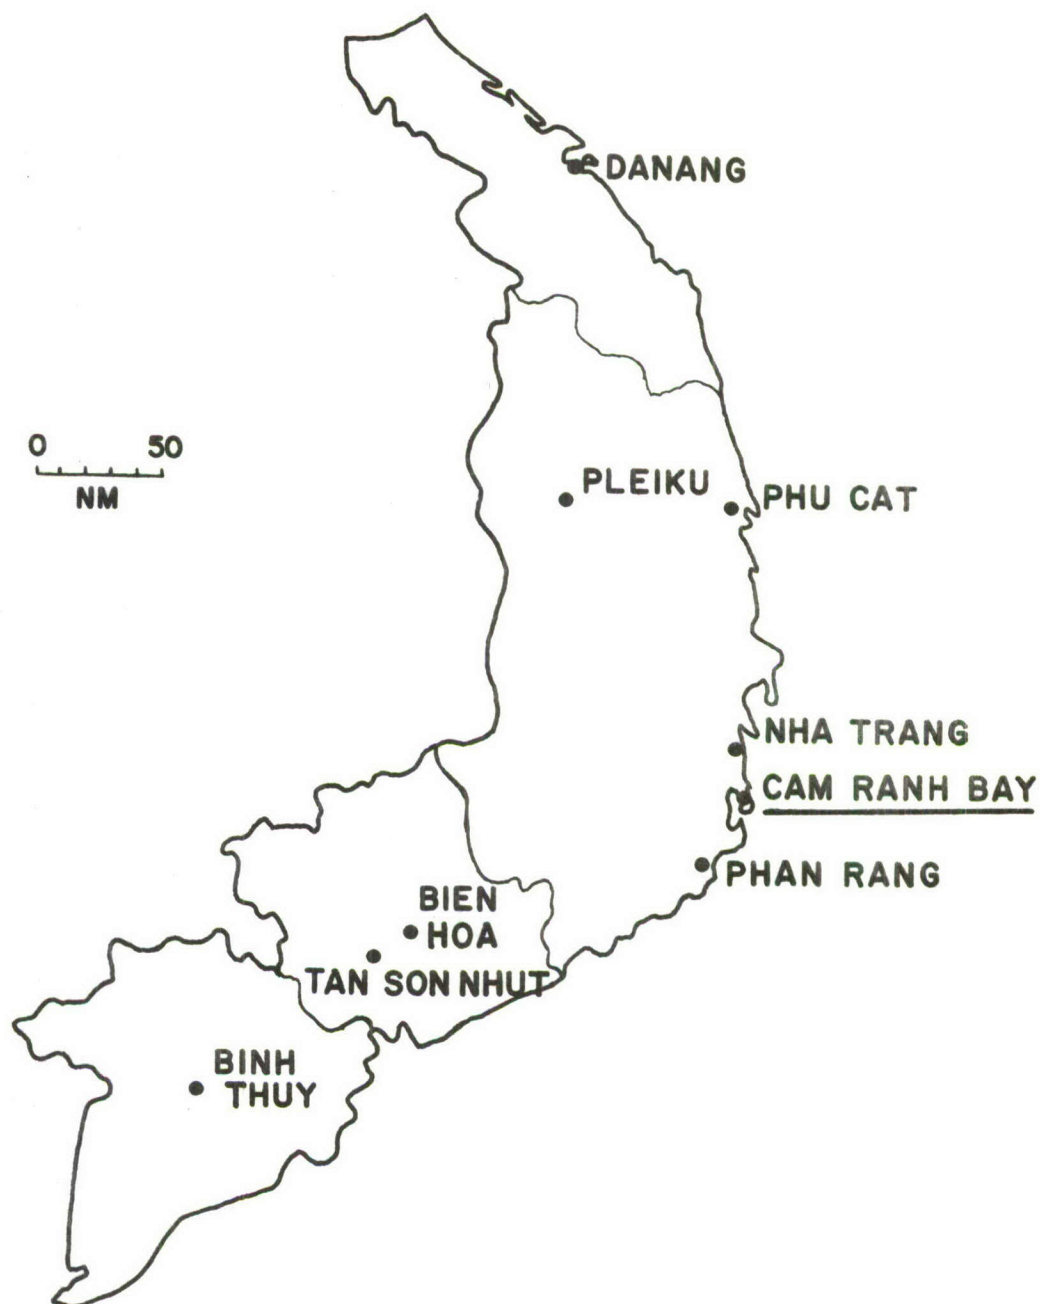 DANANG
0 50
NM
PLEIKU
PHU CAT
NHA TRANG
CAM RANH BAY
PHAN RANG
BIEN
HOA
TAN SON NHUT
BINH
THUY